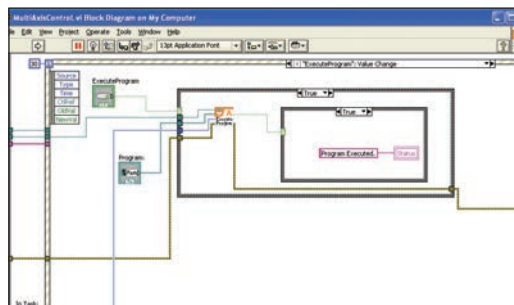 MultiAxisControl.vi Block Diagram on My Computer
Edit View Project Operate Tools Window Help
13pt Application Font
"ExecuteProgram": Value Change
Source
Type
Time
CtlRef
OldVal
NewVal
ExecuteProgram
True
True
Program
Program Executed.
Status